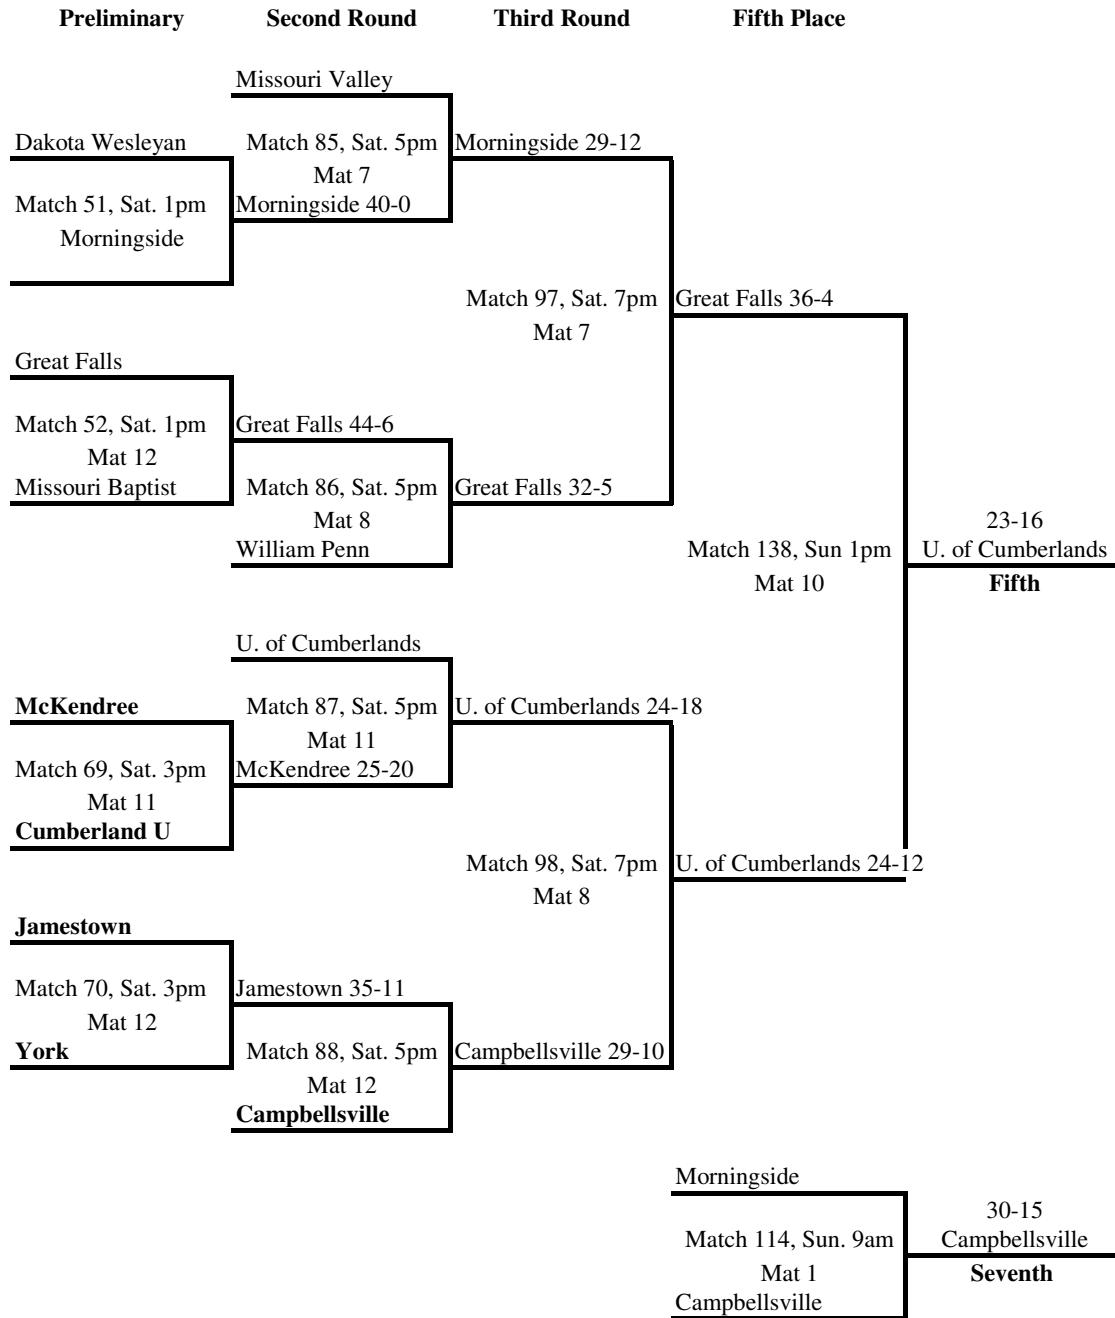 Preliminary Second Round Third Round Fifth Place
Missouri Valley
Dakota Wesleyan Match 85, Sat. 5pm Morningside 29-12
Mat 7
Match 51, Sat. 1pm Morningside 40-0
Morningside
Match 97, Sat. 7pm Great Falls 36-4
Mat 7
Great Falls
Match 52, Sat. 1pm Great Falls 44-6
Mat 12
Missouri Baptist Match 86, Sat. 5pm Great Falls 32-5
Mat 8 23-16
William Penn Match 138, Sun 1pm U. of Cumberlands
Mat 10 Fifth
U. of Cumberlands
McKendree Match 87, Sat. 5pm U. of Cumberlands 24-18
Mat 11
Match 69, Sat. 3pm McKendree 25-20
Mat 11
Cumberland U
Match 98, Sat. 7pm U. of Cumberlands 24-12
Mat 8
Jamestown
Match 70, Sat. 3pm Jamestown 35-11
Mat 12
York Match 88, Sat. 5pm Campbellsville 29-10
Mat 12
Campbellsville
Morningside
30-15
Match 114, Sun. 9am Campbellsville
Mat 1 Seventh
Campbellsville